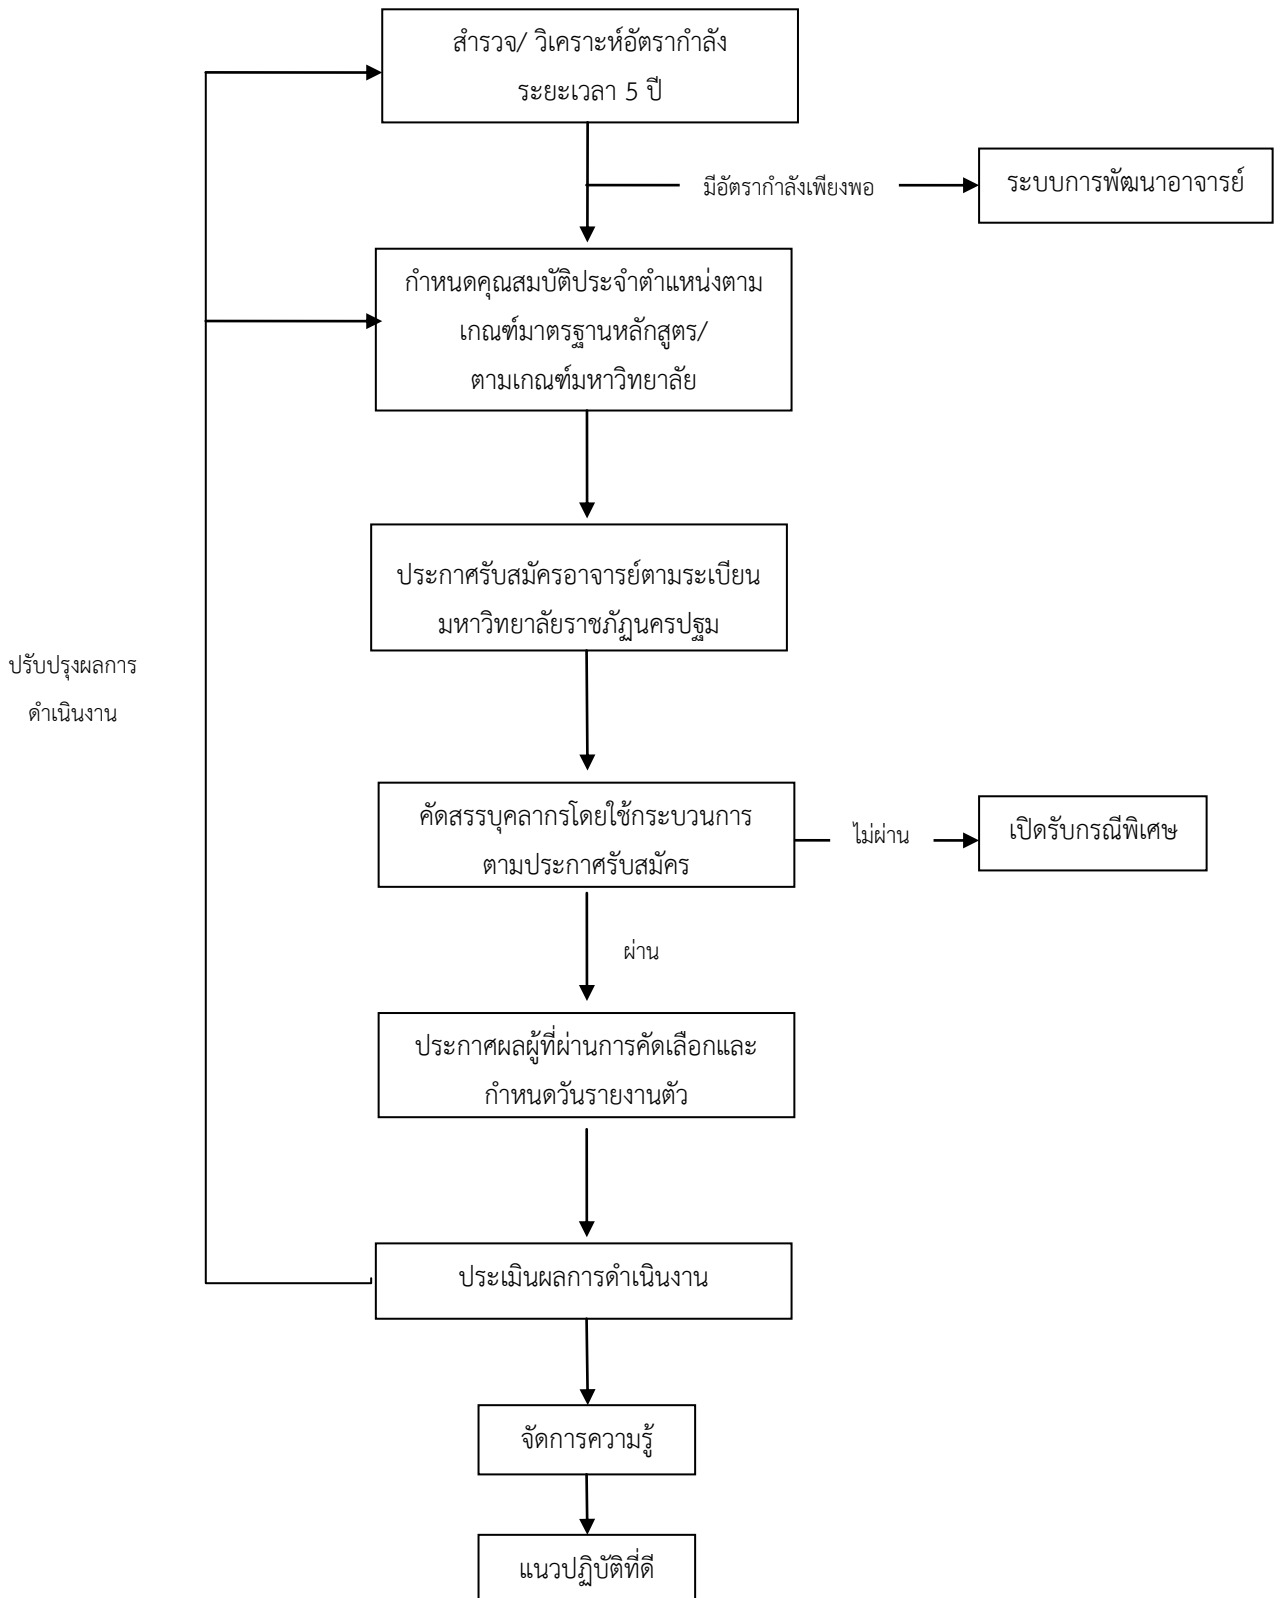 สำรวจ/ วิเคราะห์อัตรากำลัง
ระยะเวลา 5 ปี
มีอัตรากำลังเพียงพอ
ระบบการพัฒนาอาจารย์
กำหนดคุณสมบัติประจำตำแหน่งตาม
เกณฑ์มาตรฐานหลักสูตร/
ตามเกณฑ์มหาวิทยาลัย
ประกาศรับสมัครอาจารย์ตามระเบียน
มหาวิทยาลัยราชภัฏนครปฐม
ปรับปรุงผลการ
ดำเนินงาน
คัดสรรบุคลากรโดยใช้กระบวนการ
ตามประกาศรับสมัคร
ไม่ผ่าน
เปิดรับกรณีพิเศษ
ผ่าน
ประกาศผลผู้ที่ผ่านการคัดเลือกและ
กำหนดวันรายงานตัว
ประเมินผลการดำเนินงาน
จัดการความรู้
แนวปฏิบัติที่ดี